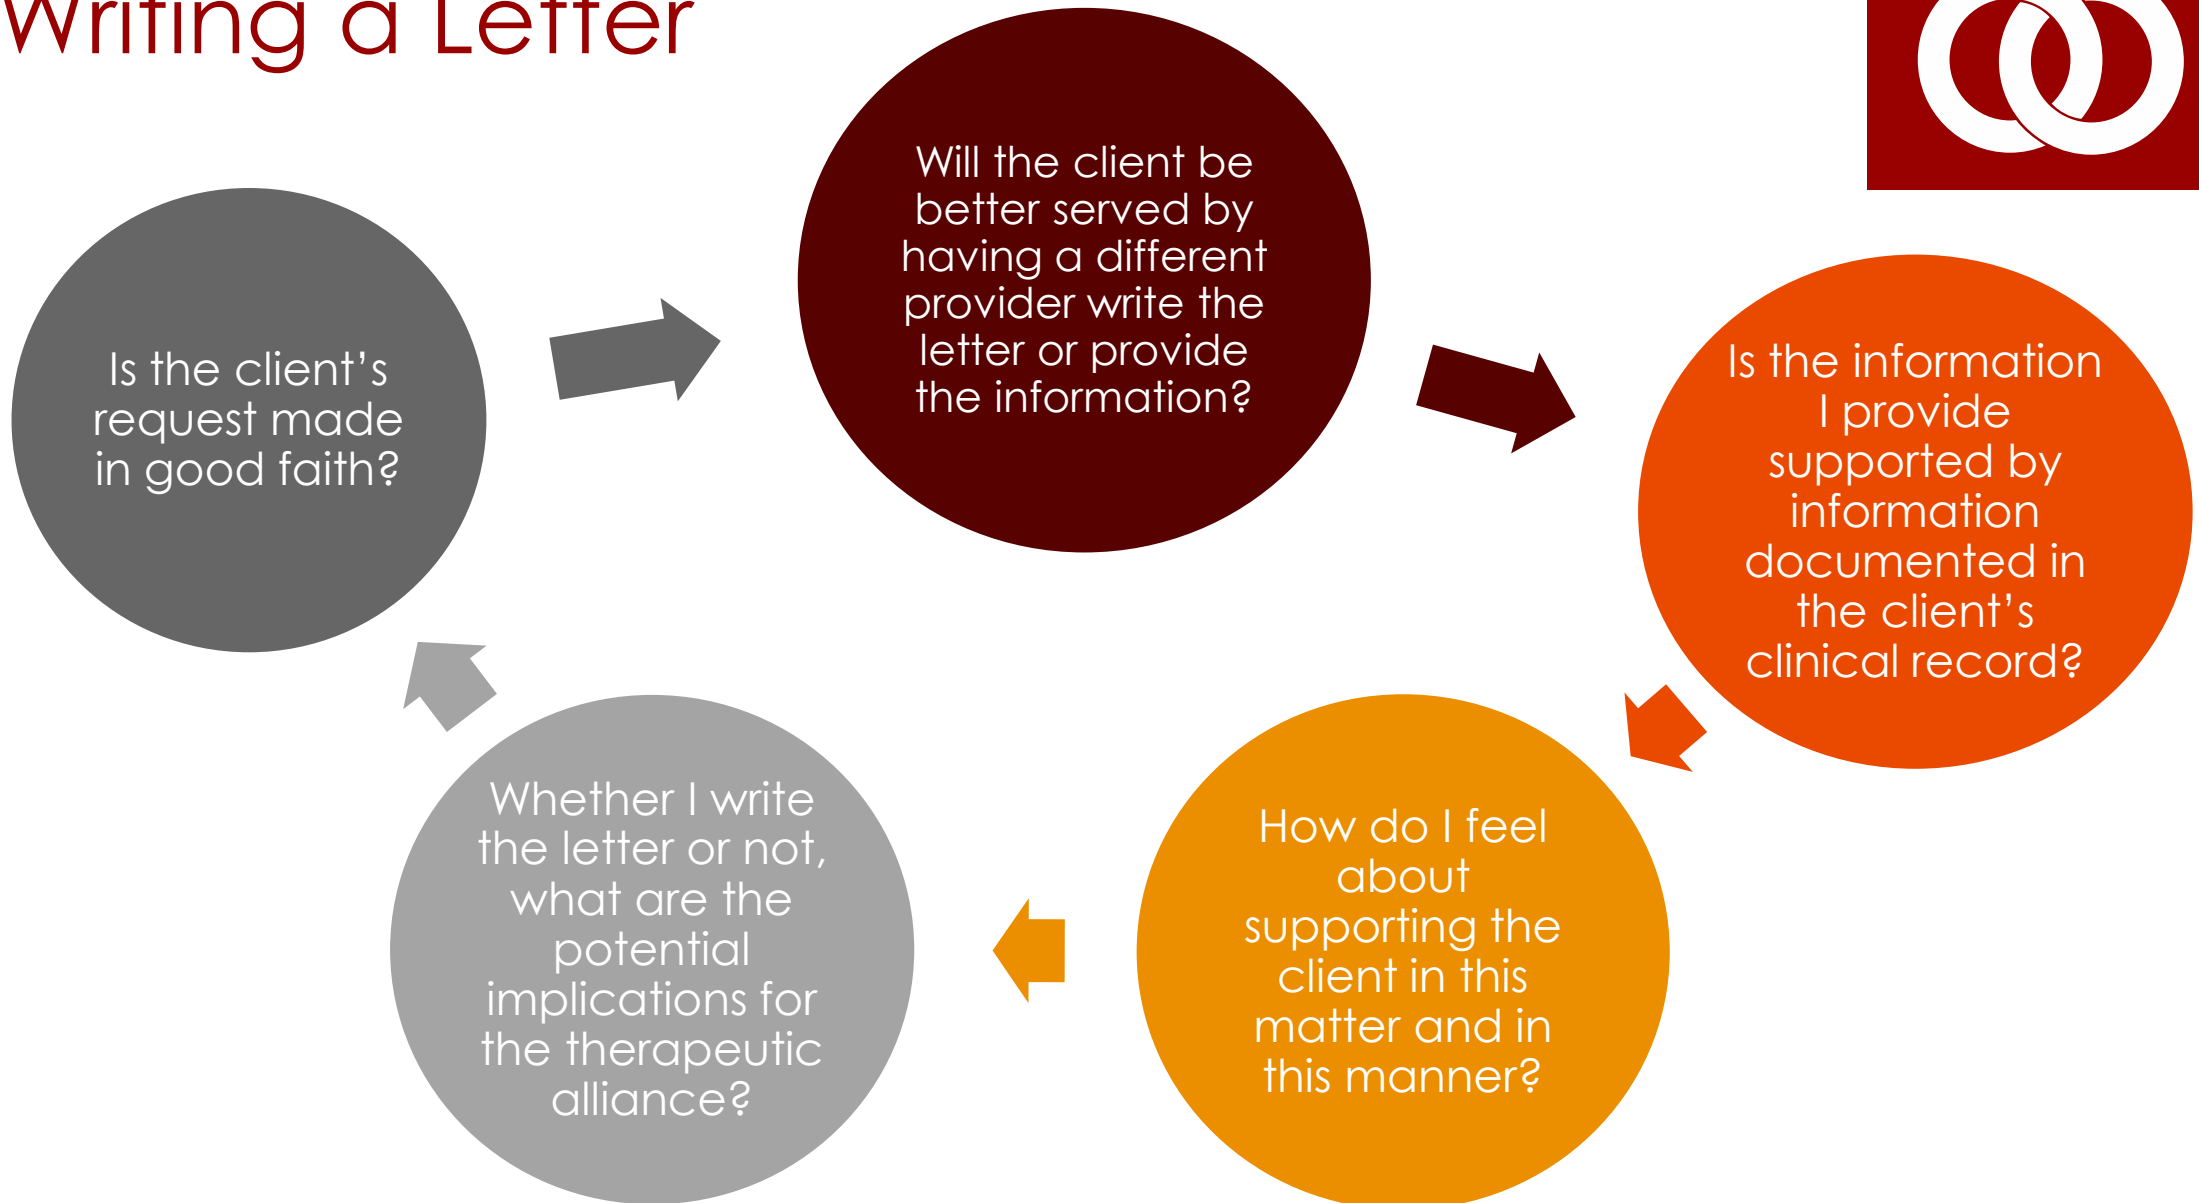 Writing a Letter
Is the client’s
request made
in good faith?
Will the client be
better served by
having a different
provider write the
letter or provide
the information?
Is the information
I provide
supported by
information
documented in
the client’s
clinical record?
How do I feel
about
supporting the
client in this
matter and in
this manner?
Whether I write
the letter or not,
what are the
potential
implications for
the therapeutic
alliance?